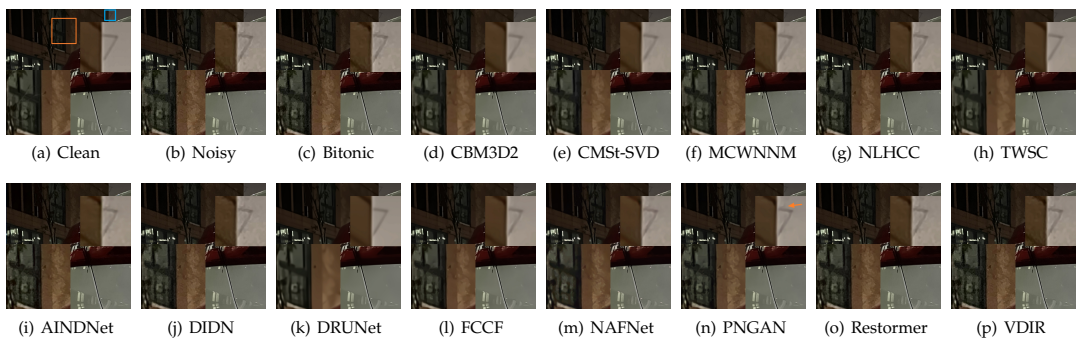 (a) Clean (b) Noisy (c) Bitonic (d) CBM3D2 (e) CMSt-SVD (f) MCWNNM (g) NLHCC (h) TWSC
(i) AINDNet (j) DIDN (k) DRUNet (l) FCCF (m) NAFNet (n) PNGAN (o) Restormer (p) VDIR